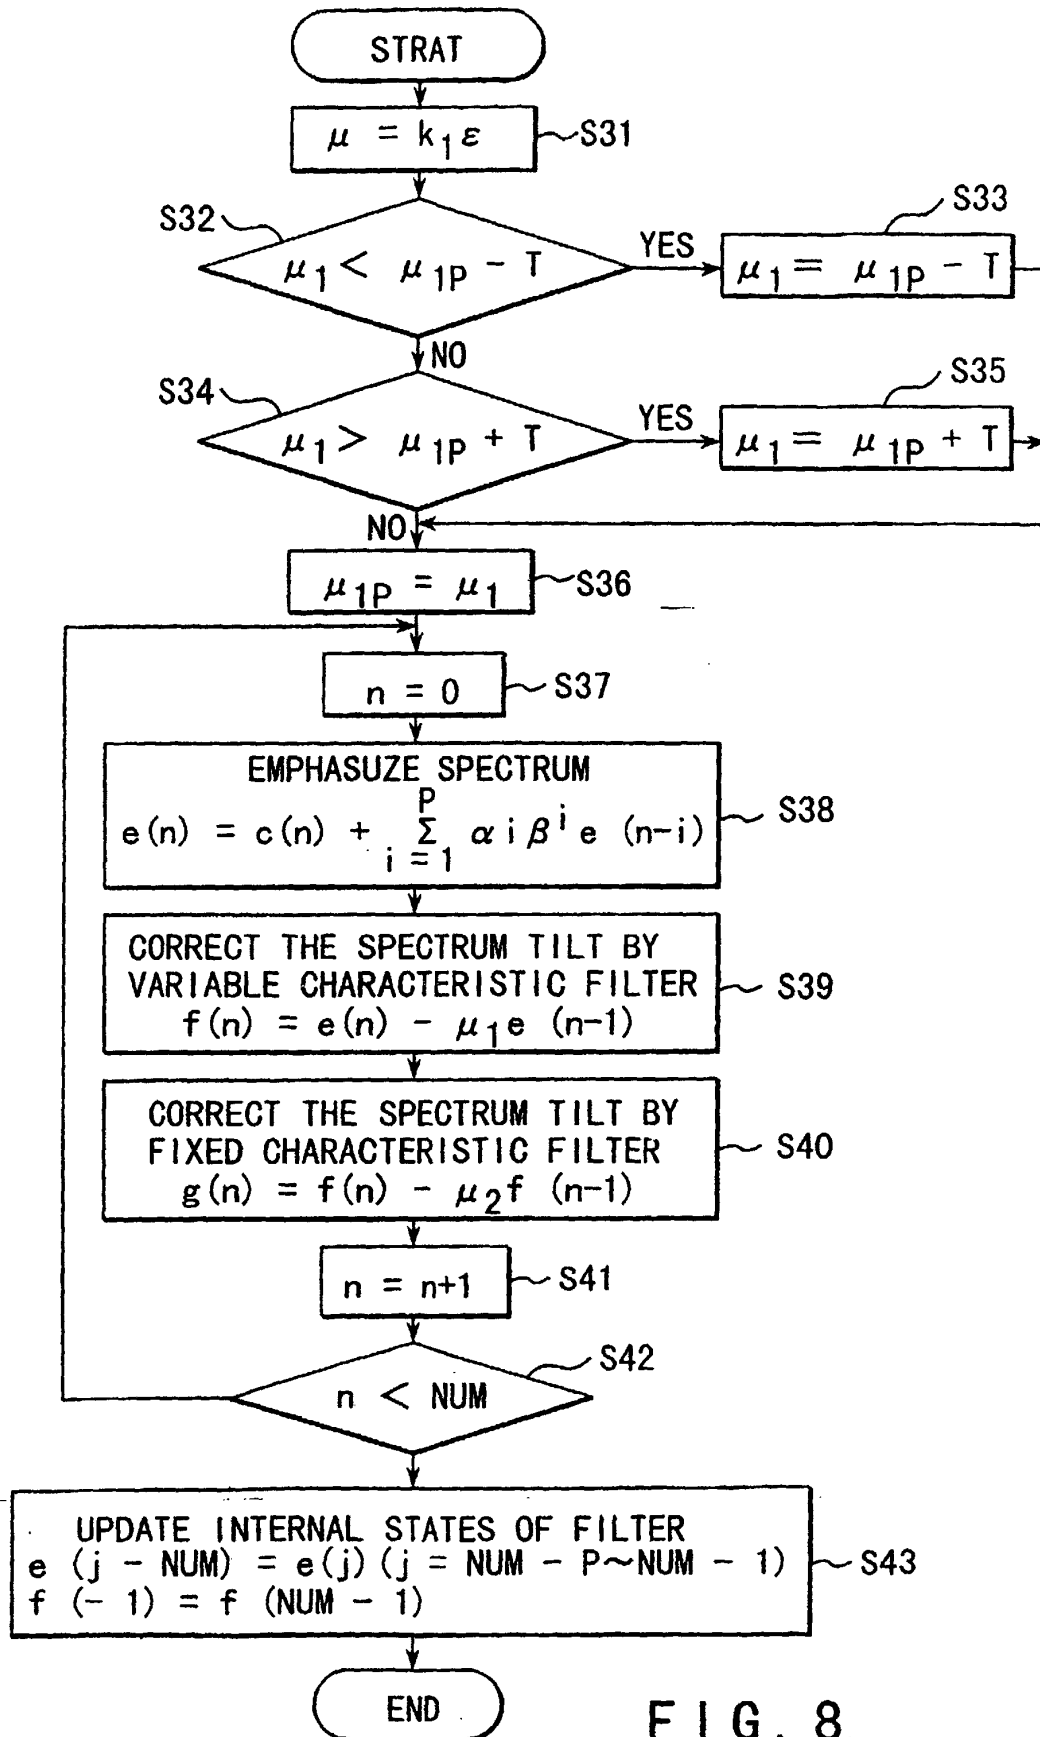 STRAT
μ = k₁ε
S31
S32
μ₁ < μ₁P - T
YES
S33
μ₁ = μ₁P - T
NO
S34
μ₁ > μ₁P + T
YES
S35
μ₁ = μ₁P + T
NO
μ₁P = μ₁
S36
n = 0
S37
EMPHASUZE SPECTRUM
P
e(n) = c(n) + Σ α i β^i e (n-i)
i = 1
S38
CORRECT THE SPECTRUM TILT BY
VARIABLE CHARACTERISTIC FILTER
f(n) = e(n) - μ₁e (n-1)
S39
CORRECT THE SPECTRUM TILT BY
FIXED CHARACTERISTIC FILTER
g(n) = f(n) - μ₂f (n-1)
S40
n = n+1
S41
S42
n < NUM
UPDATE INTERNAL STATES OF FILTER
e (j - NUM) = e(j) (j = NUM - P~NUM - 1)
f (- 1) = f (NUM - 1)
S43
END
FIG. 8